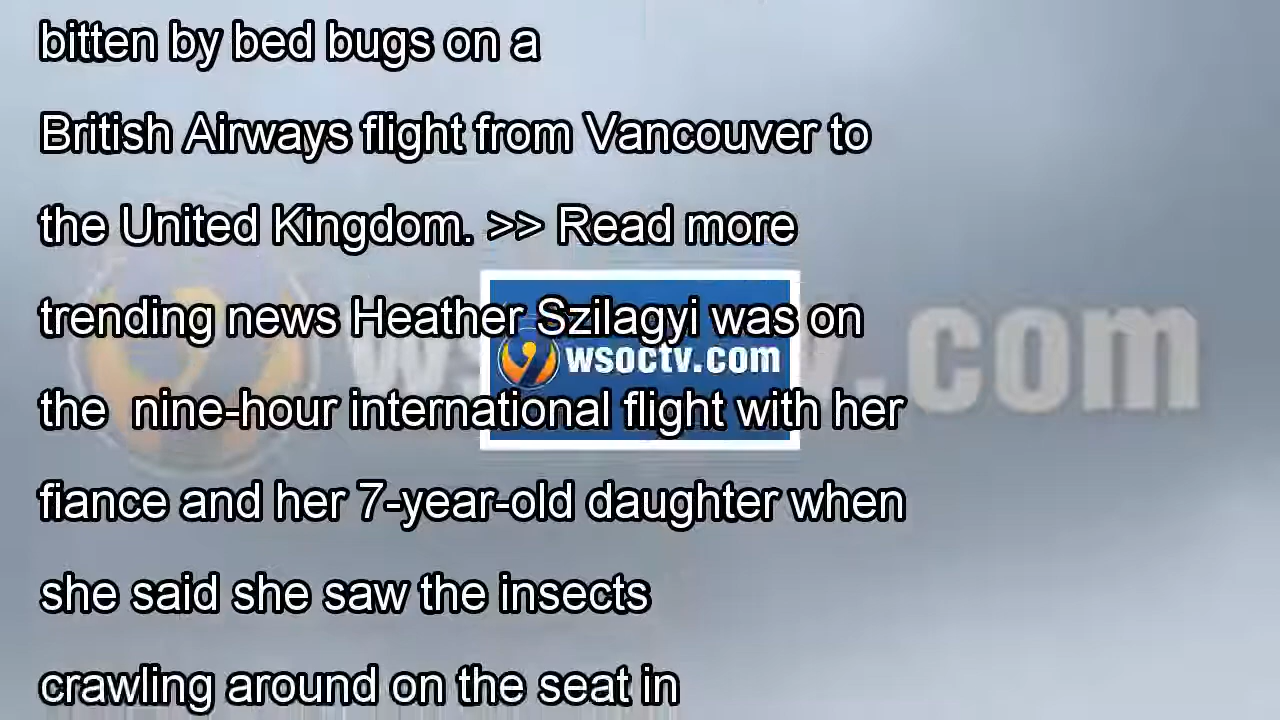 bitten by bed bugs on a
British Airways flight from Vancouver to
the United Kingdom. >> Read more
trending news Heather Szilagyi was on
wsoctv.com
the  nine-hour international flight with her
fiance and her 7-year-old daughter when
she said she saw the insects
crawling around on the seat in
ws v.com